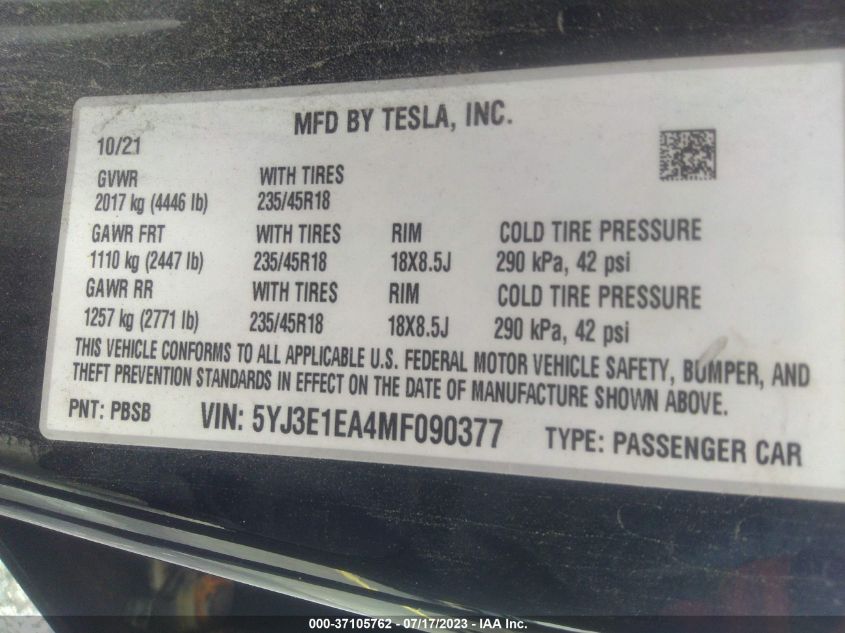 MFD BY TESLA, INC.
10/21
GVWR WITH TIRES
2017 kg (4446 lb) 235/45R18
GAWR FRT WITH TIRES RIM COLD TIRE PRESSURE
1110 kg (2447 lb) 235/45R18 18X8.5J 290 kPa, 42 psi
GAWR RR WITH TIRES RIM COLD TIRE PRESSURE
1257 kg (2771 lb) 235/45R18 18X8.5J 290 kPa, 42 psi
THIS VEHICLE CONFORMS TO ALL APPLICABLE U.S. FEDERAL MOTOR VEHICLE SAFETY, BUMPER, AND
THEFT PREVENTION STANDARDS IN EFFECT ON THE DATE OF MANUFACTURE SHOWN ABOVE.
PNT: PBSB VIN: 5YJ3E1EA4MF090377 TYPE: PASSENGER CAR
000-37105762 - 07/17/2023 - IAA Inc.